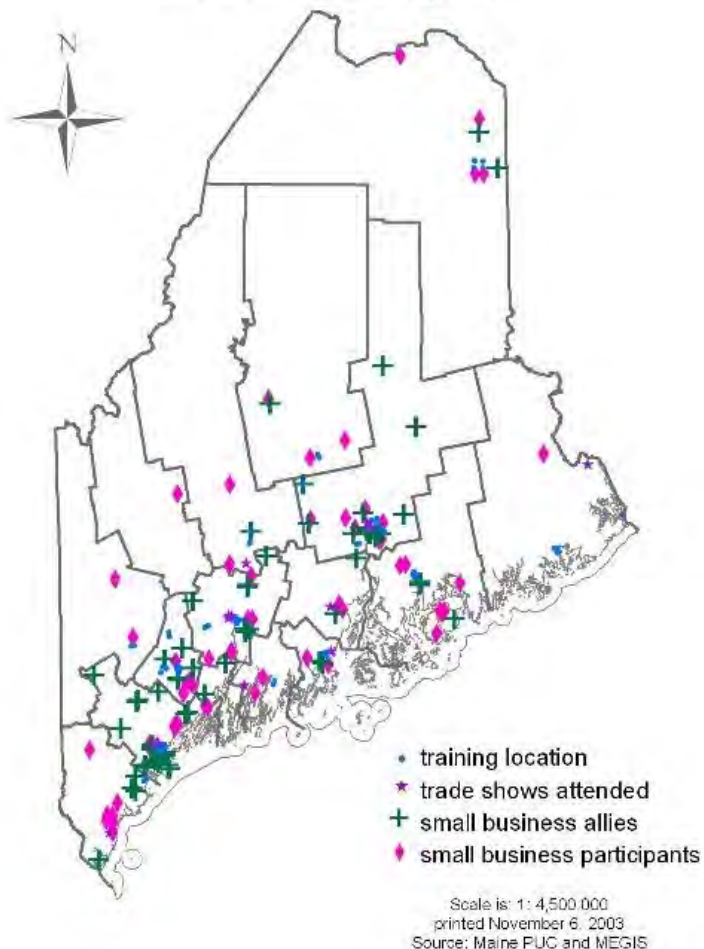 N
training location
trade shows attended
small business allies
small business participants
Scale is: 1: 4,500,000
printed November 6, 2003
Source: Maine PUC and MEGIS